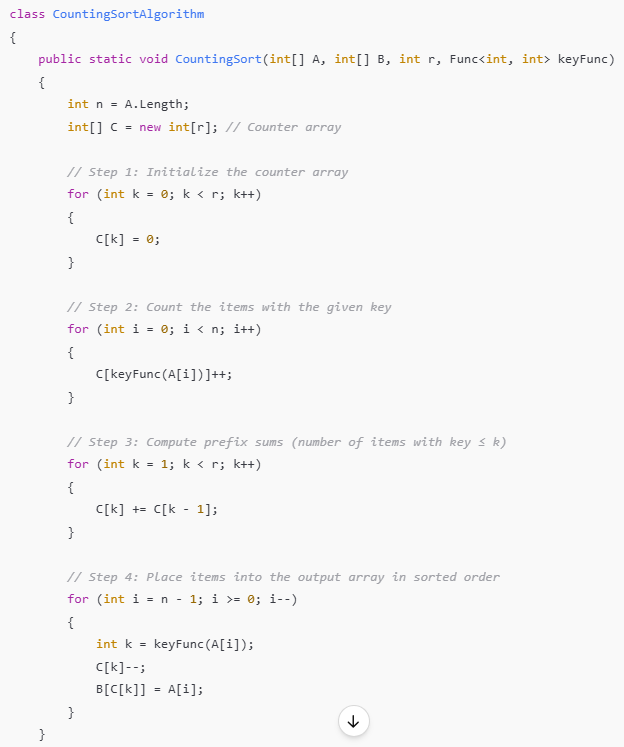 class CountingSortAlgorithm
{
    public static void CountingSort(int[] A, int[] B, int r, Func<int, int> keyFunc)
    {
        int n = A.Length;
        int[] C = new int[r]; // Counter array

        // Step 1: Initialize the counter array
        for (int k = 0; k < r; k++)
        {
            C[k] = 0;
        }

        // Step 2: Count the items with the given key
        for (int i = 0; i < n; i++)
        {
            C[keyFunc(A[i])]++;
        }

        // Step 3: Compute prefix sums (number of items with key ≤ k)
        for (int k = 1; k < r; k++)
        {
            C[k] += C[k - 1];
        }

        // Step 4: Place items into the output array in sorted order
        for (int i = n - 1; i >= 0; i--)
        {
            int k = keyFunc(A[i]);
            C[k]--;
            B[C[k]] = A[i];
        }
    }